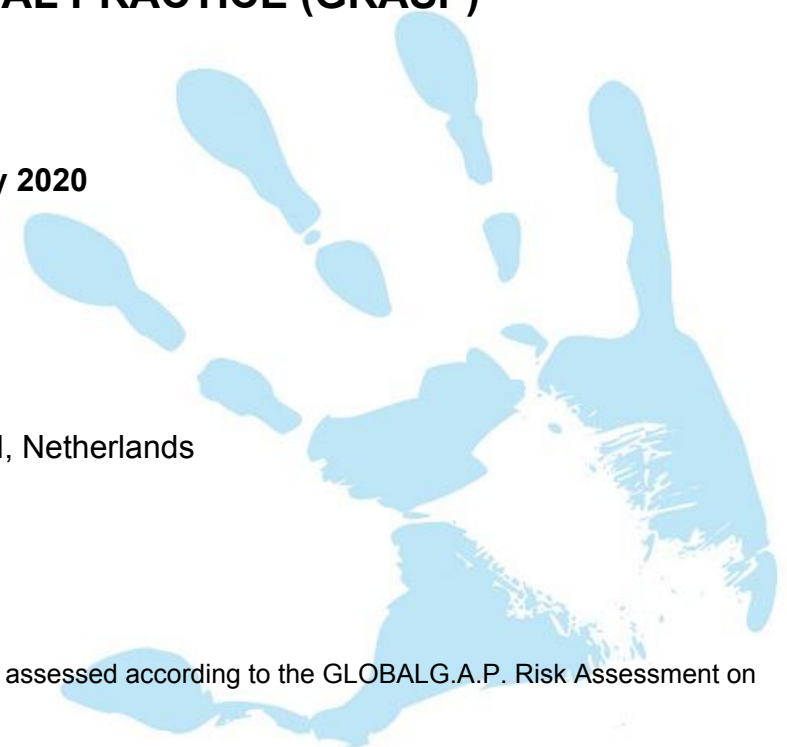 AL PRACTICE (GRASP)
y 2020
, Netherlands
assessed according to the GLOBALG.A.P. Risk Assessment on